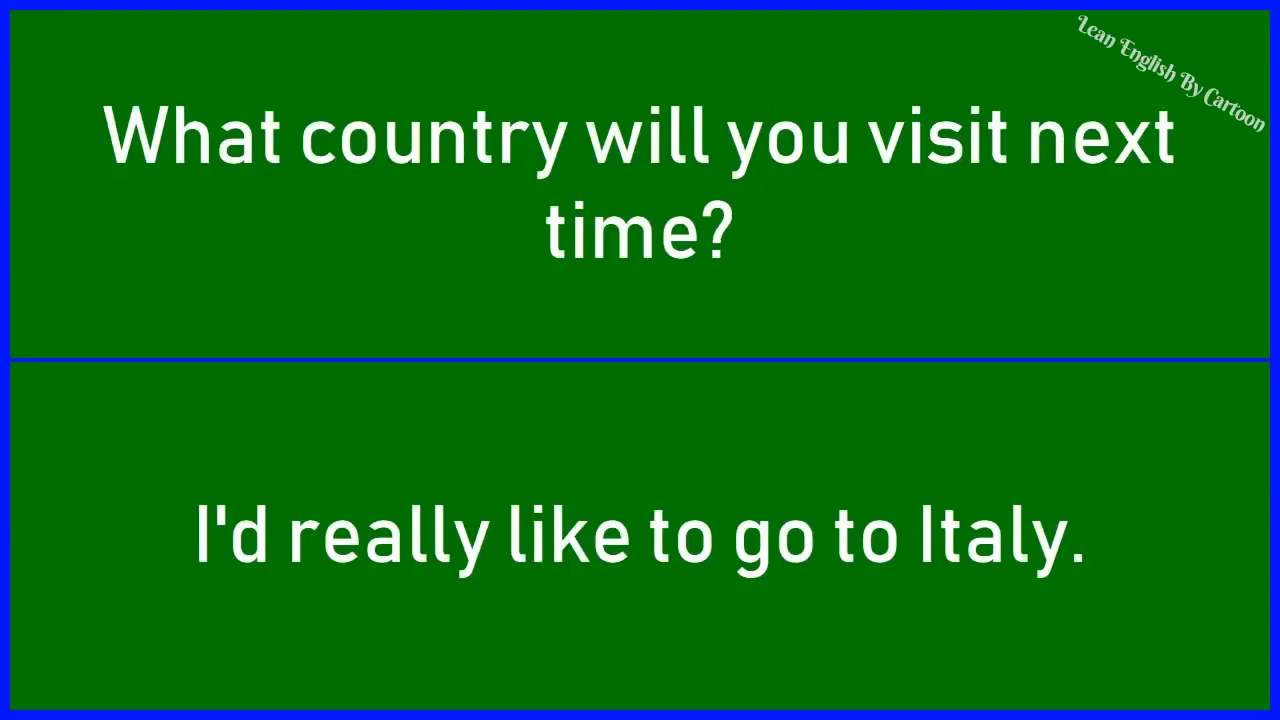 Lean English By Cartoon
What country will you visit next
time?
I'd really like to go to Italy.